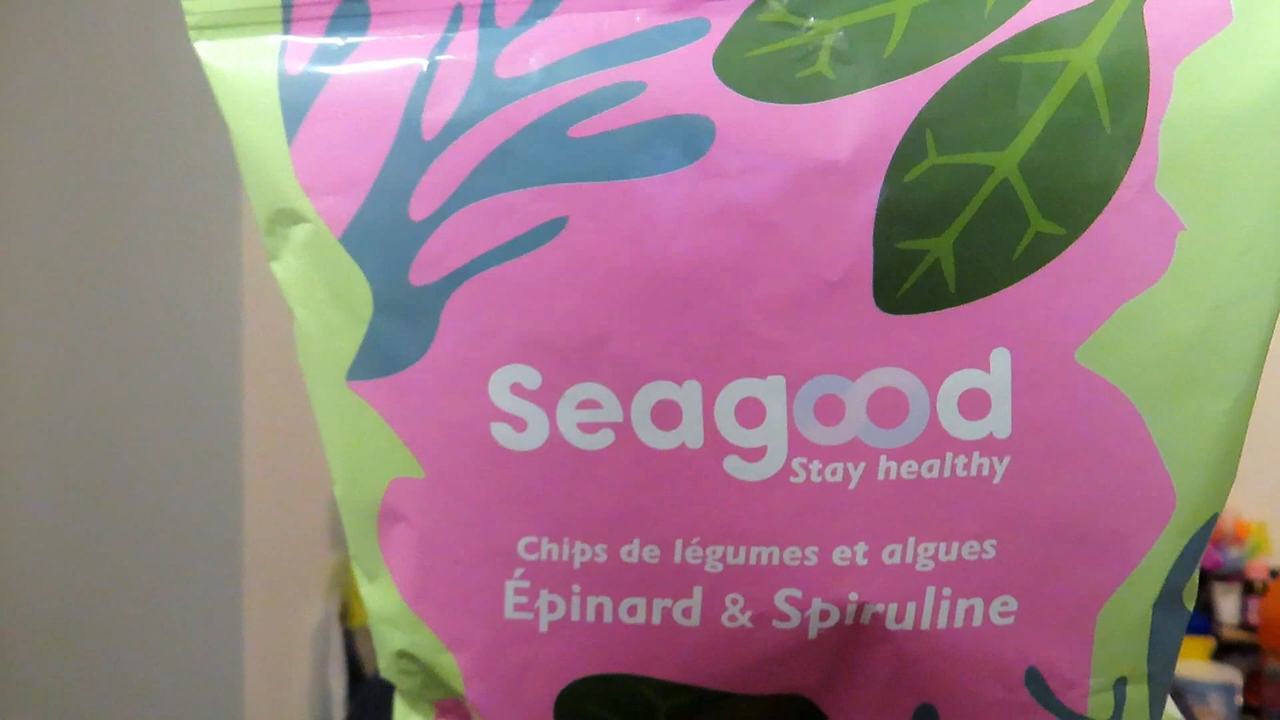 Seagood
Stay healthy
Chips de légumes et algues
Épinard & Spiruline